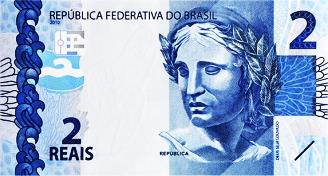 REPÚBLICA FEDERATIVA DO BRASIL
2010
2
2
REAIS
REPÚBLICA
DEUS SEJA LOUVADO